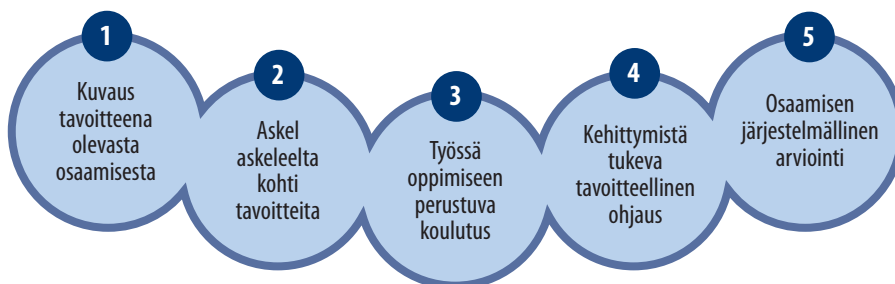 1
Kuvaus
tavoitteena
olevasta
osaamisesta
2
Askel
askeleelta
kohti
tavoitteita
3
Työssä
oppimiseen
perustuva
koulutus
4
Kehittymistä
tukeva
tavoitteellinen
ohjaus
5
Osaamisen
järjestelmällinen
arviointi